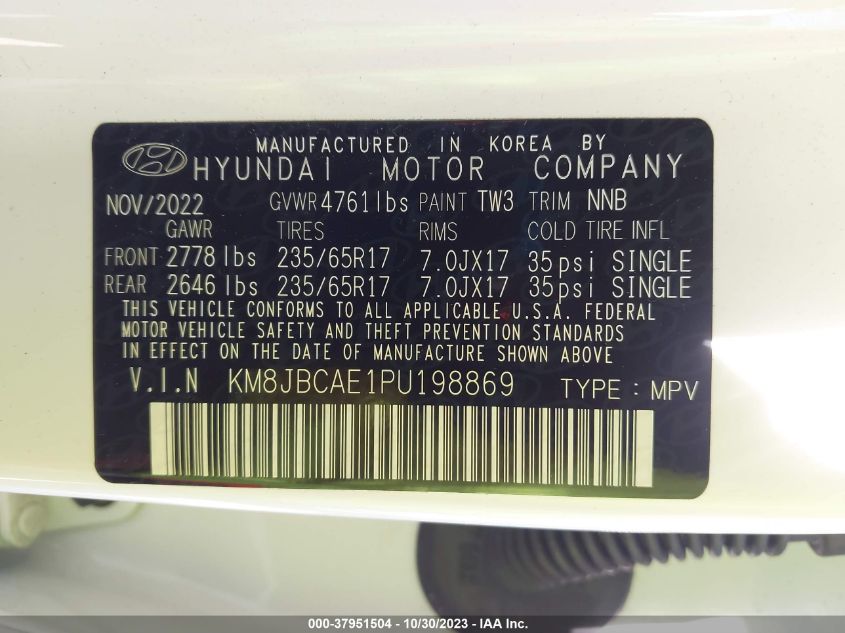 MANUFACTURED IN KOREA BY
HYUNDAI MOTOR COMPANY
NOV/2022 GVWR 4761 lbs PAINT TW3 TRIM NNB
GAWR TIRES RIMS COLD TIRE INFL
FRONT 2778 lbs 235/65R17 7.0JX17 35psi SINGLE
REAR 2646 lbs 235/65R17 7.0JX17 35psi SINGLE
THIS VEHICLE CONFORMS TO ALL APPLICABLE U.S.A. FEDERAL
MOTOR VEHICLE SAFETY AND THEFT PREVENTION STANDARDS
IN EFFECT ON THE DATE OF MANUFACTURE SHOWN ABOVE
V.I.N KM8JBCAE1PU198869 TYPE : MPV
000-37951504 - 10/30/2023 - IAA Inc.